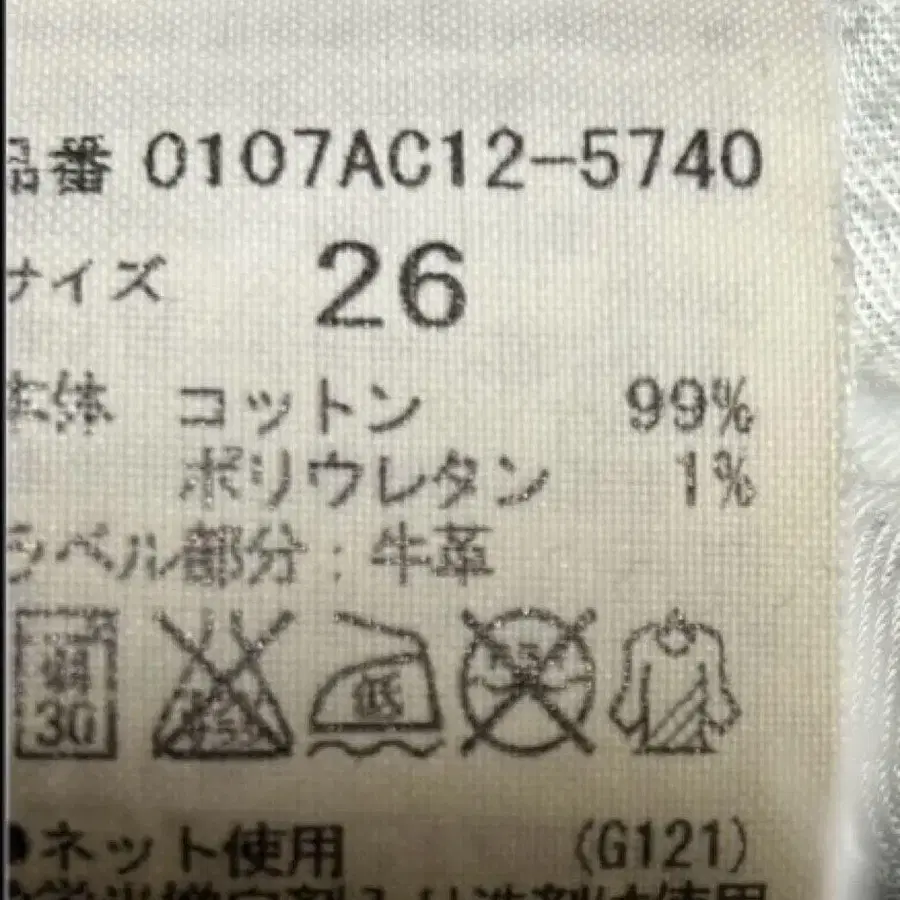 品番 0107AC12-5740
サイズ 26
本体 コットン 99%
ポリウレタン 1%
ラベル部分：牛革
弱 30 低
●ネット使用 (G121)